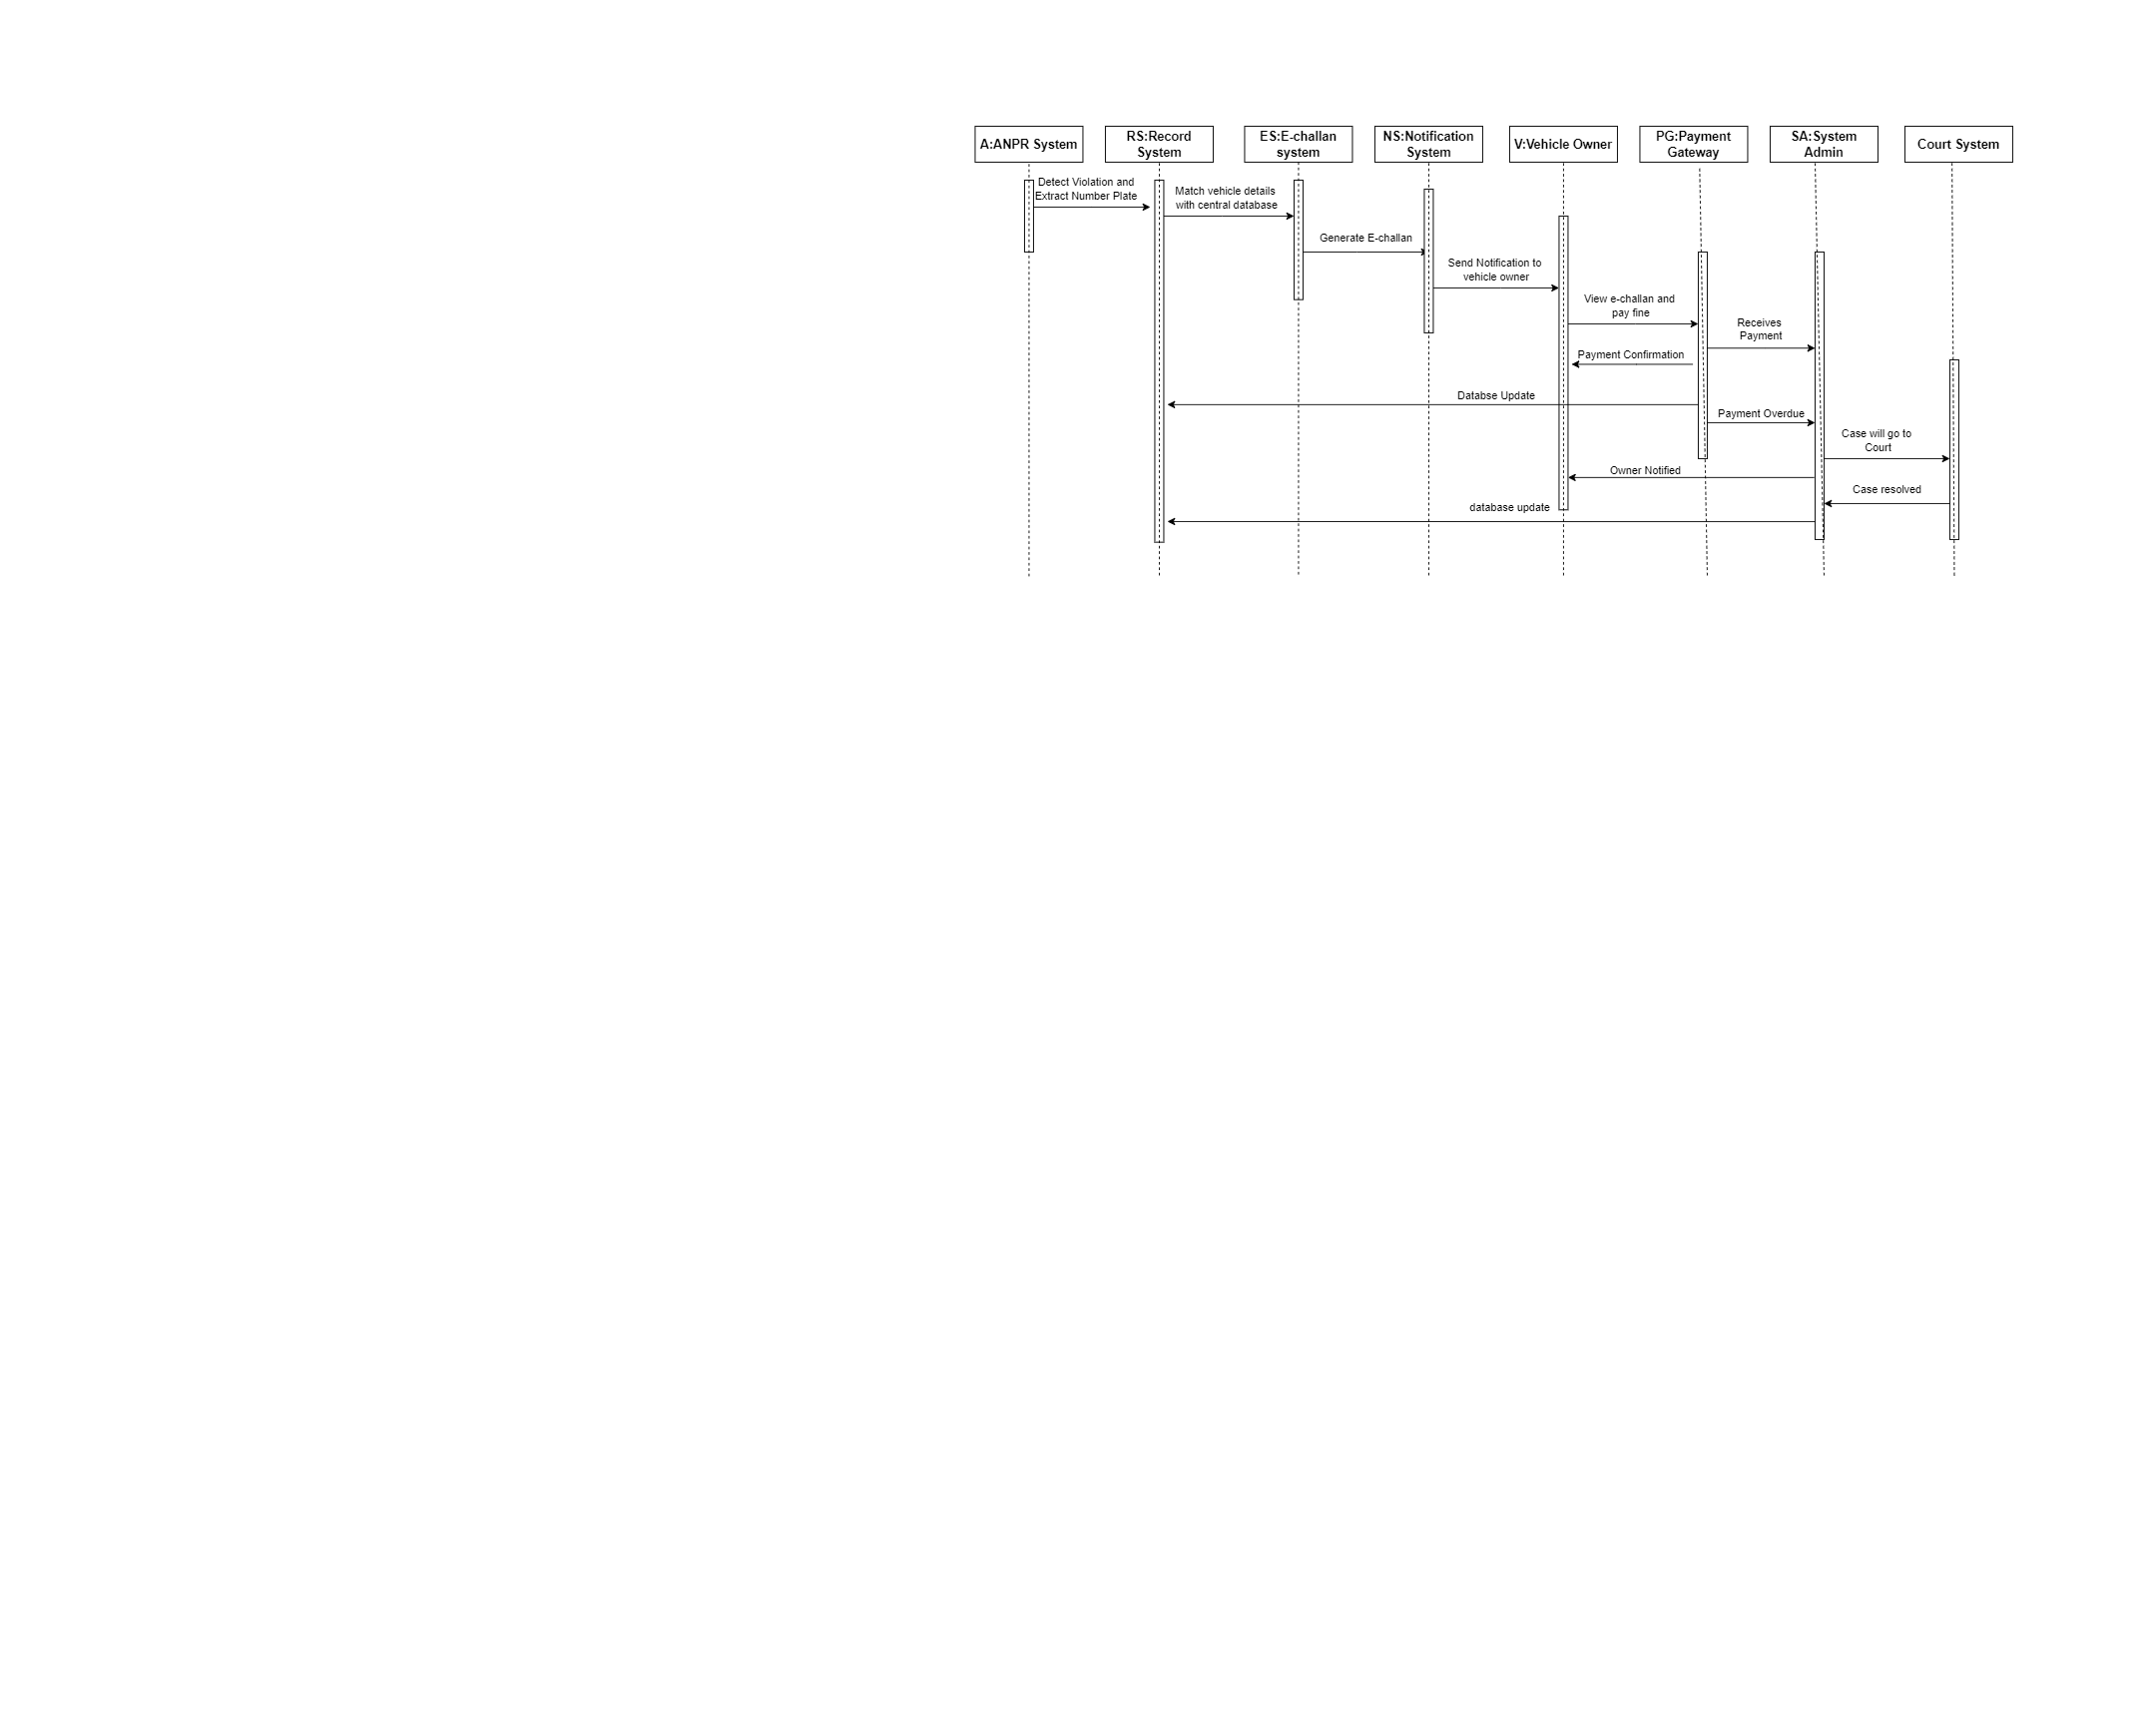 A:ANPR System
RS:Record
System
ES:E-challan
system
NS:Notification
System
V:Vehicle Owner
PG:Payment
Gateway
SA:System
Admin
Court System
Detect Violation and
Extract Number Plate
Match vehicle details
with central database
Generate E-challan
Send Notification to
vehicle owner
View e-challan and
pay fine
Receives
Payment
Payment Confirmation
Databse Update
Payment Overdue
Case will go to
Court
Owner Notified
Case resolved
database update